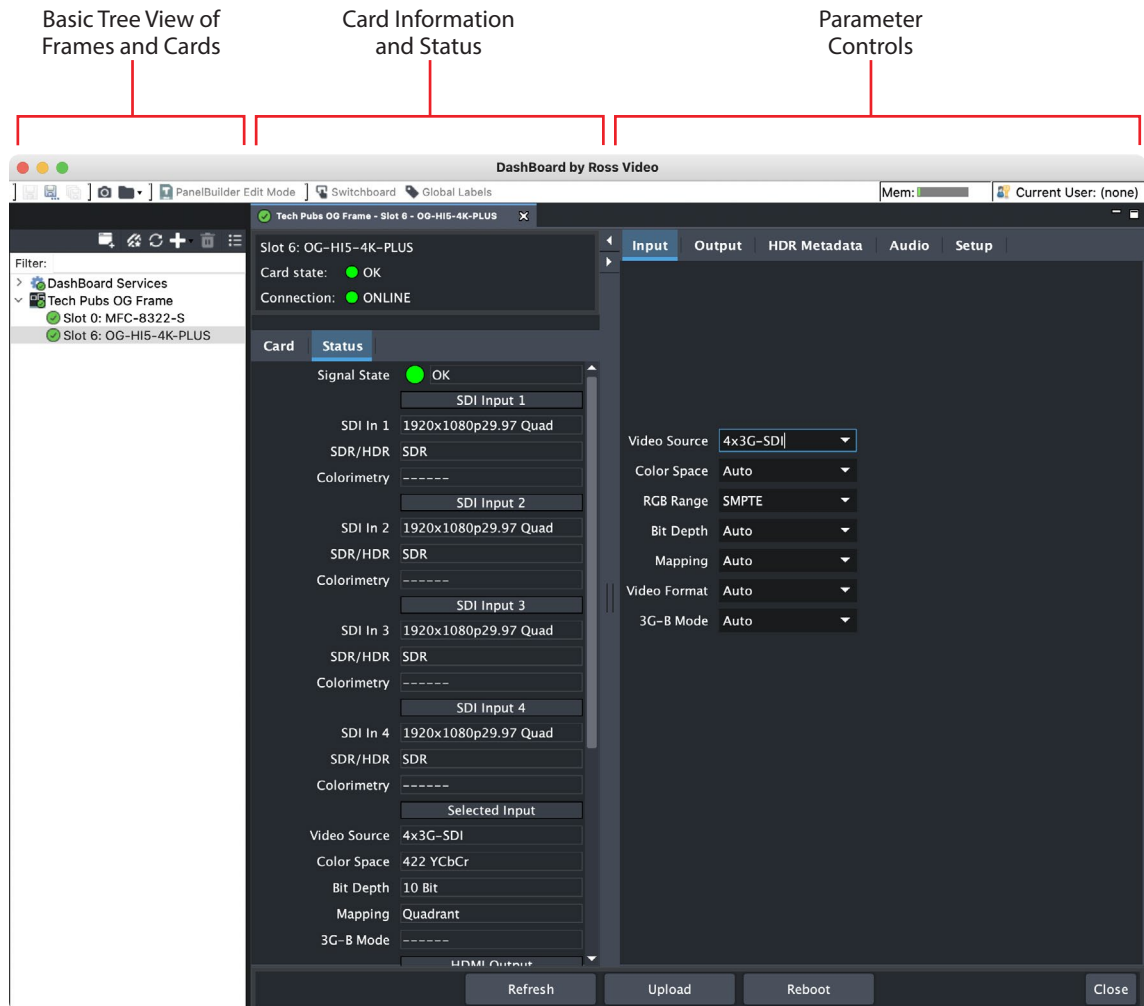 Basic Tree View of
Frames and Cards
Card Information
and Status
Parameter
Controls
DashBoard by Ross Video
PanelBuilder Edit Mode
Switchboard
Global Labels
Mem:
Current User: (none)
Tech Pubs OG Frame - Slot 6 - OG-HI5-4K-PLUS
Filter:
DashBoard Services
Tech Pubs OG Frame
Slot 0: MFC-8322-S
Slot 6: OG-HI5-4K-PLUS
Slot 6: OG-HI5-4K-PLUS
Card state: OK
Connection: ONLINE
Card Status
Signal State OK
SDI Input 1
SDI In 1 1920x1080p29.97 Quad
SDR/HDR SDR
Colorimetry ------
SDI Input 2
SDI In 2 1920x1080p29.97 Quad
SDR/HDR SDR
Colorimetry ------
SDI Input 3
SDI In 3 1920x1080p29.97 Quad
SDR/HDR SDR
Colorimetry ------
SDI Input 4
SDI In 4 1920x1080p29.97 Quad
SDR/HDR SDR
Colorimetry ------
Selected Input
Video Source 4x3G-SDI
Color Space 422 YCbCr
Bit Depth 10 Bit
Mapping Quadrant
3G-B Mode ------
HDMI Output
Input Output HDR Metadata Audio Setup
Video Source 4x3G-SDI
Color Space Auto
RGB Range SMPTE
Bit Depth Auto
Mapping Auto
Video Format Auto
3G-B Mode Auto
Refresh Upload Reboot Close